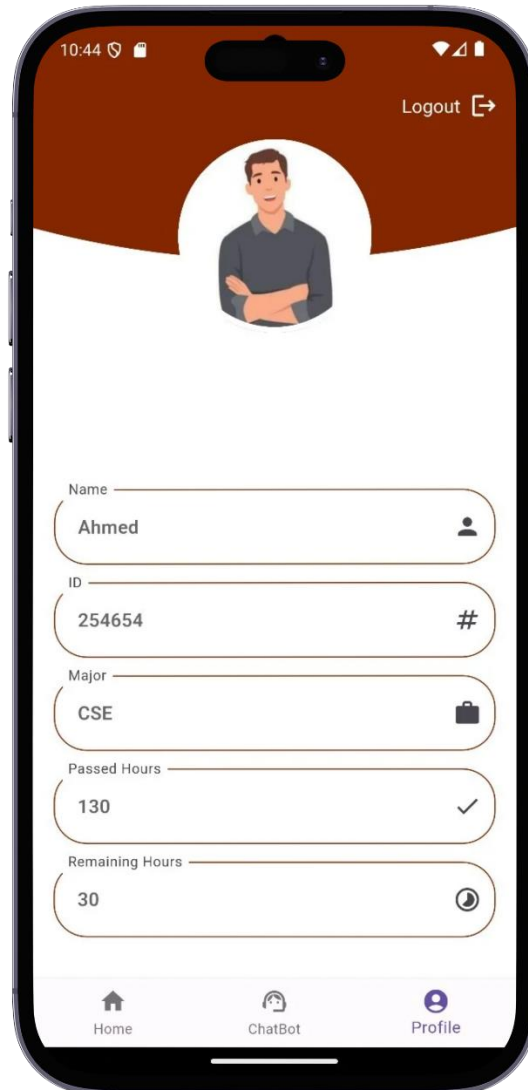 10:44
Logout
Name
Ahmed
ID
254654
#
Major
CSE
Passed Hours
130
Remaining Hours
30
Home
ChatBot
Profile